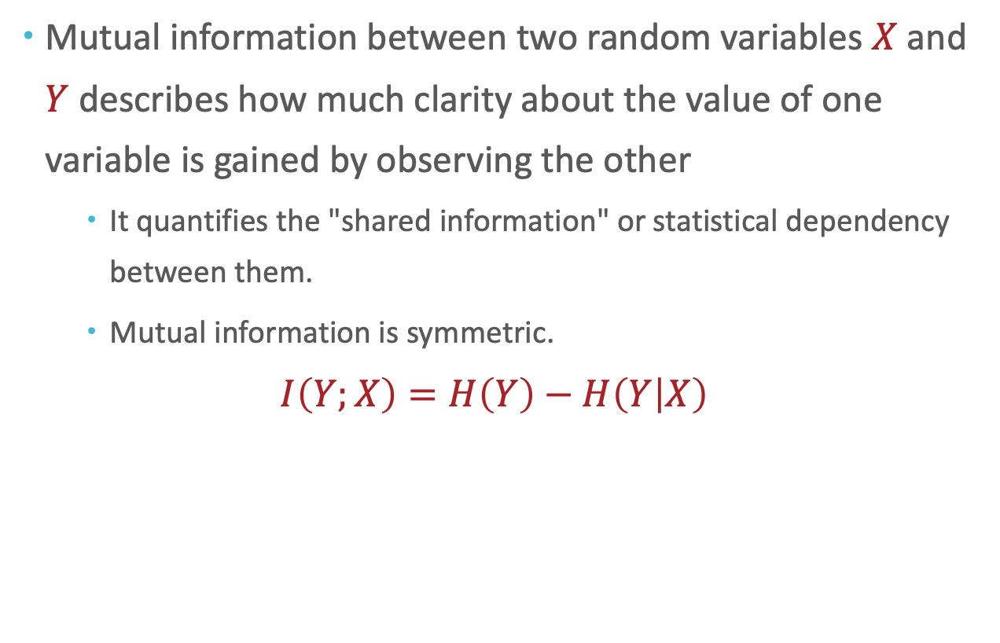 • Mutual information between two random variables X and
Y describes how much clarity about the value of one
variable is gained by observing the other
• It quantifies the "shared information" or statistical dependency
between them.
• Mutual information is symmetric.
I(Y; X) = H(Y) − H(Y|X)